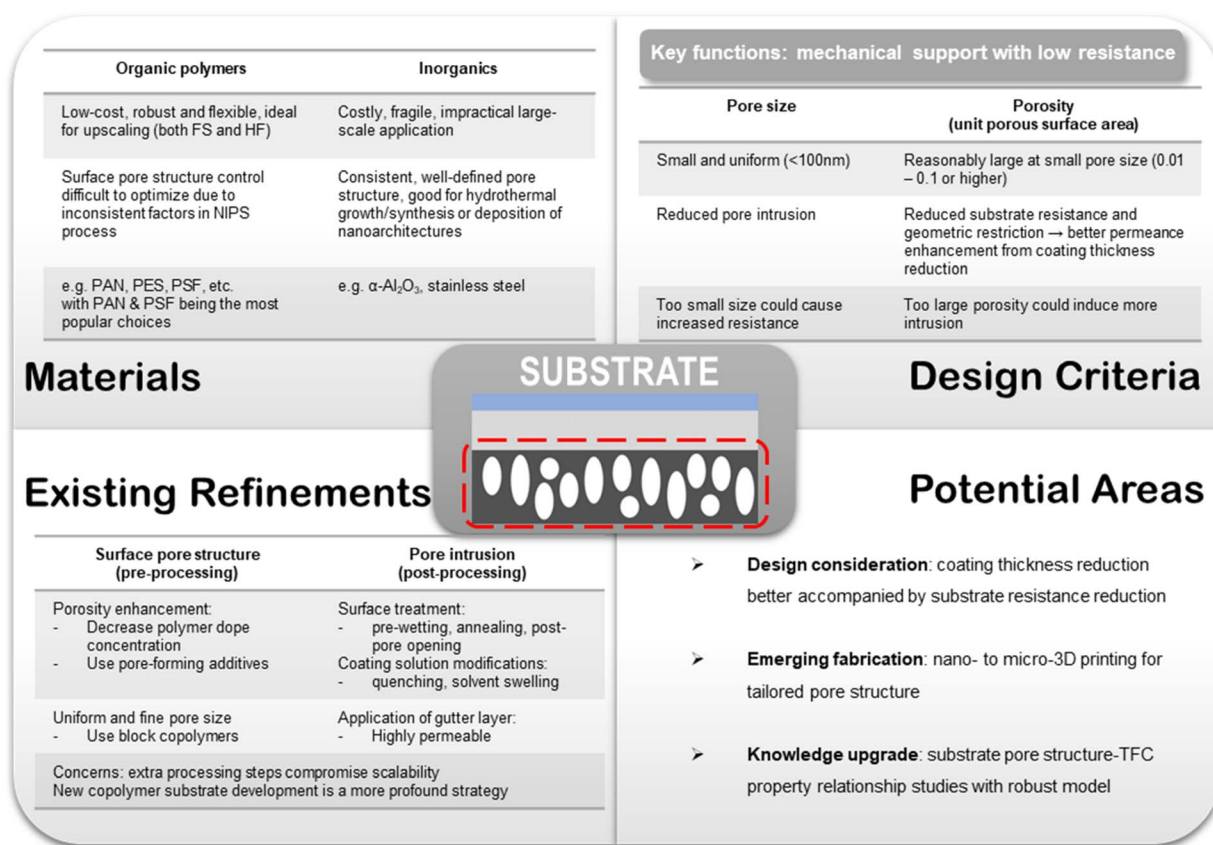 Organic polymers
Inorganics
Low-cost, robust and flexible, ideal
for upscaling (both FS and HF)
Costly, fragile, impractical large-
scale application
Surface pore structure control
difficult to optimize due to
inconsistent factors in NIPS
process
Consistent, well-defined pore
structure, good for hydrothermal
growth/synthesis or deposition of
nanoarchitectures
e.g. PAN, PES, PSF, etc.
with PAN & PSF being the most
popular choices
e.g. α-Al₂O₃, stainless steel
Materials
Key functions: mechanical support with low resistance
Pore size
Porosity
(unit porous surface area)
Small and uniform (<100nm)
Reasonably large at small pore size (0.01
– 0.1 or higher)
Reduced pore intrusion
Reduced substrate resistance and
geometric restriction → better permeance
enhancement from coating thickness
reduction
Too small size could cause
increased resistance
Too large porosity could induce more
intrusion
Design Criteria
SUBSTRATE
Existing Refinements
Surface pore structure
(pre-processing)
Pore intrusion
(post-processing)
Porosity enhancement:
- Decrease polymer dope
concentration
- Use pore-forming additives
Surface treatment:
- pre-wetting, annealing, post-
pore opening
Coating solution modifications:
- quenching, solvent swelling
Uniform and fine pore size
- Use block copolymers
Application of gutter layer:
- Highly permeable
Concerns: extra processing steps compromise scalability
New copolymer substrate development is a more profound strategy
Potential Areas
➢ Design consideration: coating thickness reduction
better accompanied by substrate resistance reduction
➢ Emerging fabrication: nano- to micro-3D printing for
tailored pore structure
➢ Knowledge upgrade: substrate pore structure-TFC
property relationship studies with robust model